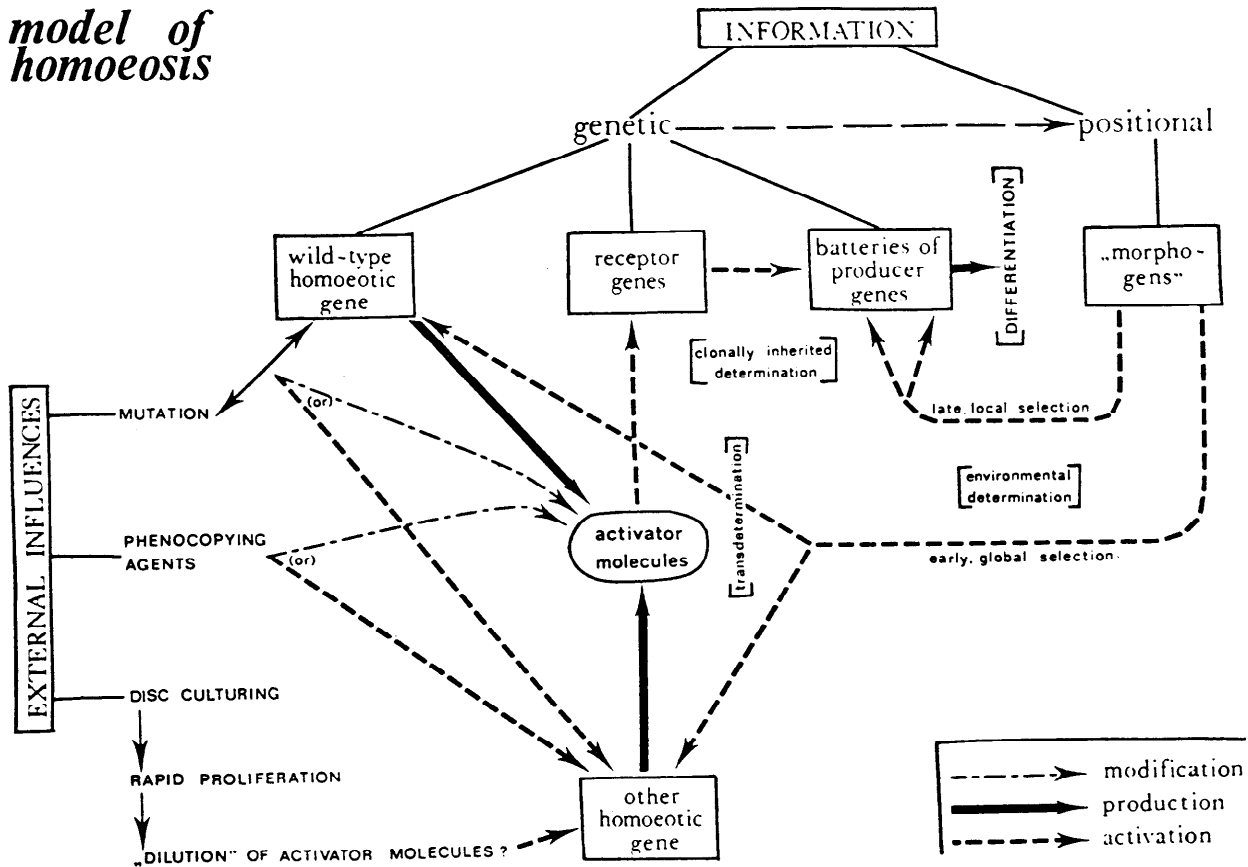 model of
homoeosis
INFORMATION
genetic
positional
wild-type
homoeotic
gene
receptor
genes
batteries of
producer
genes
[DIFFERENTIATION]
„morpho-
gens"
[clonally inherited
determination]
late, local selection
[environmental
determination]
early, global selection
[transdetermination]
EXTERNAL INFLUENCES
MUTATION
(or)
PHENOCOPYING
AGENTS
(or)
activator
molecules
DISC CULTURING
RAPID PROLIFERATION
„DILUTION" OF ACTIVATOR MOLECULES ?
other
homoeotic
gene
modification
production
activation